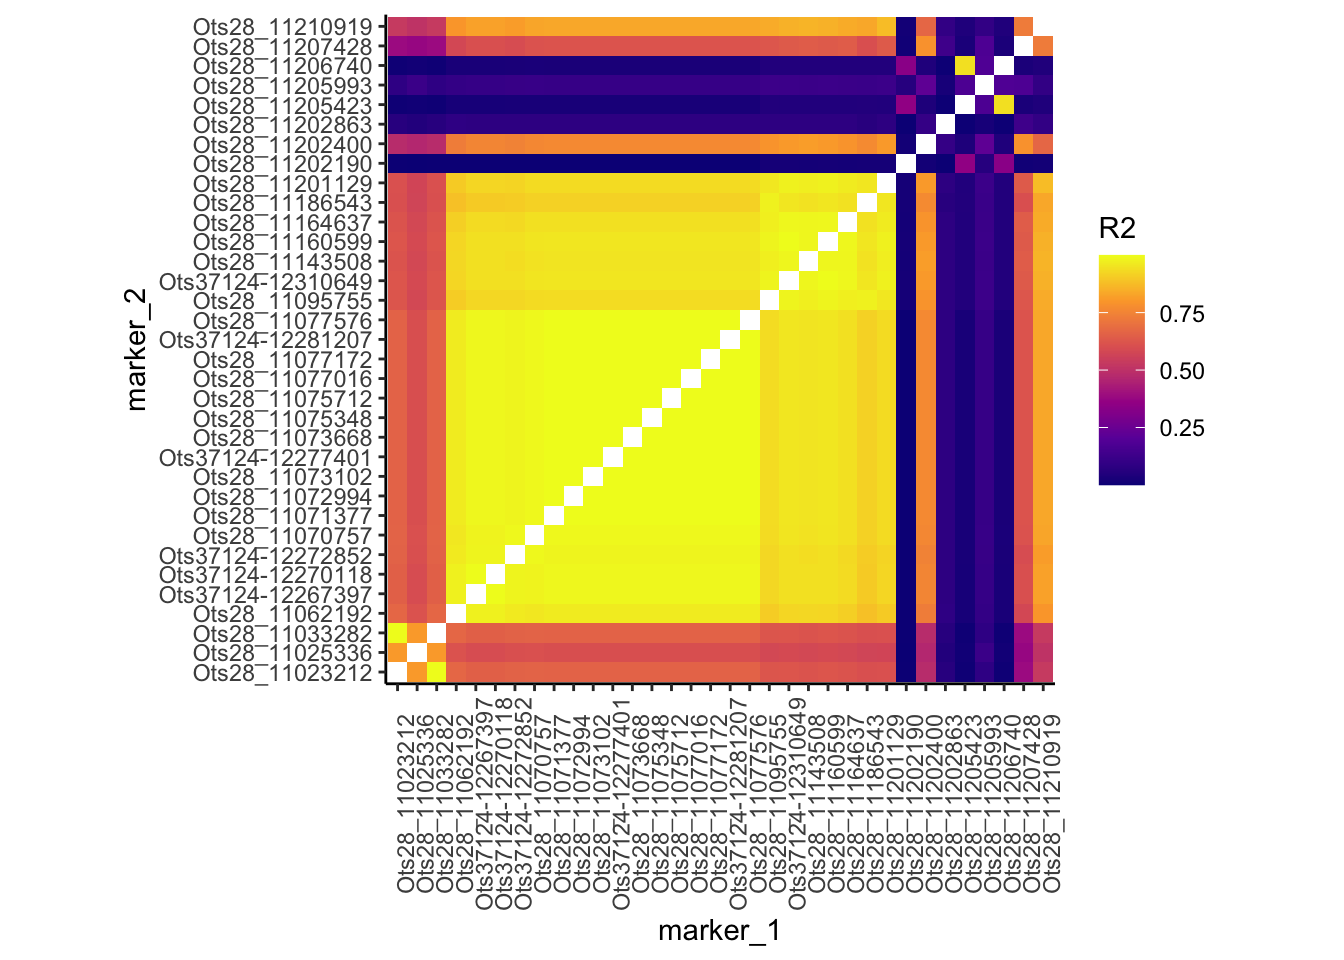 Ots28_11210919
Ots28_11207428
Ots28_11206740
Ots28_11205993
Ots28_11205423
Ots28_11202863
Ots28_11202400
Ots28_11202190
Ots28_11201129
Ots28_11186543
Ots28_11164637
Ots28_11160599
Ots28_11143508
Ots37124-12310649
Ots28_11095755
Ots28_11077576
Ots37124-12281207
Ots28_11077172
Ots28_11077016
Ots28_11075712
Ots28_11075348
Ots28_11073668
Ots37124-12277401
Ots28_11073102
Ots28_11072994
Ots28_11071377
Ots28_11070757
Ots37124-12272852
Ots37124-12270118
Ots37124-12267397
Ots28_11062192
Ots28_11033282
Ots28_11025336
Ots28_11023212
marker_2
Ots28_11023212
Ots28_11025336
Ots28_11033282
Ots28_11062192
Ots37124-12267397
Ots37124-12270118
Ots37124-12272852
Ots28_11070757
Ots28_11071377
Ots28_11072994
Ots28_11073102
Ots37124-12277401
Ots28_11073668
Ots28_11075348
Ots28_11075712
Ots28_11077016
Ots28_11077172
Ots37124-12281207
Ots28_11077576
Ots28_11095755
Ots37124-12310649
Ots28_11143508
Ots28_11160599
Ots28_11164637
Ots28_11186543
Ots28_11201129
Ots28_11202190
Ots28_11202400
Ots28_11202863
Ots28_11205423
Ots28_11205993
Ots28_11206740
Ots28_11207428
Ots28_11210919
marker_1
R2
0.75
0.50
0.25